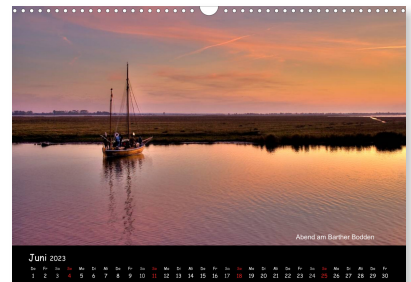 Abend am Barther Bodden
Juni 2023
Do Fr Sa So Mo Di Mi Do Fr Sa So Mo Di Mi Do Fr Sa So Mo Di Mi Do Fr Sa So Mo Di Mi Do Fr
1 2 3 4 5 6 7 8 9 10 11 12 13 14 15 16 17 18 19 20 21 22 23 24 25 26 27 28 29 30